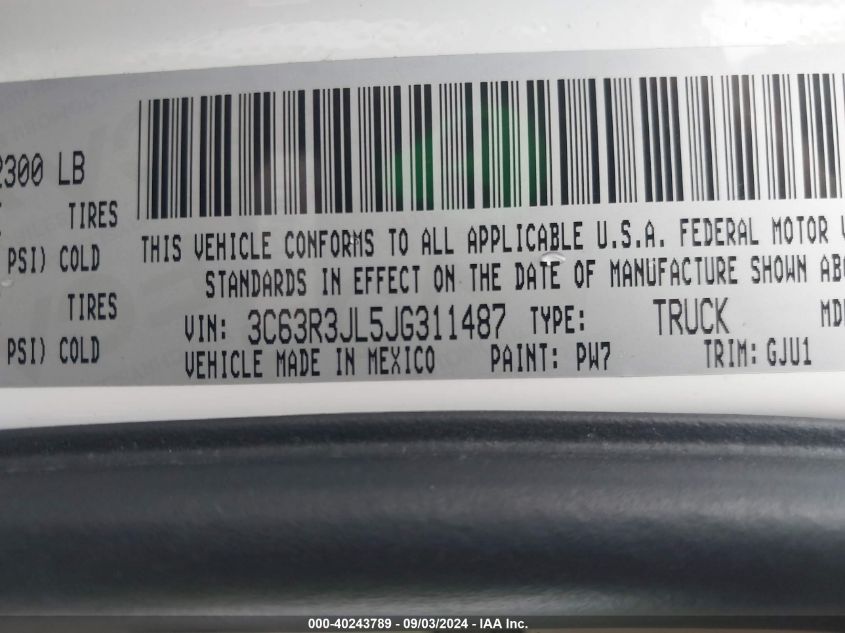 2300 LB
TIRES
PSI) COLD
TIRES
PSI) COLD
THIS VEHICLE CONFORMS TO ALL APPLICABLE U.S.A. FEDERAL MOTOR
STANDARDS IN EFFECT ON THE DATE OF MANUFACTURE SHOWN ABO
VIN: 3C63R3JL5JG311487 TYPE: TRUCK MD
VEHICLE MADE IN MEXICO PAINT: PW7 TRIM: GJU1
000-40243789 - 09/03/2024 - IAA Inc.